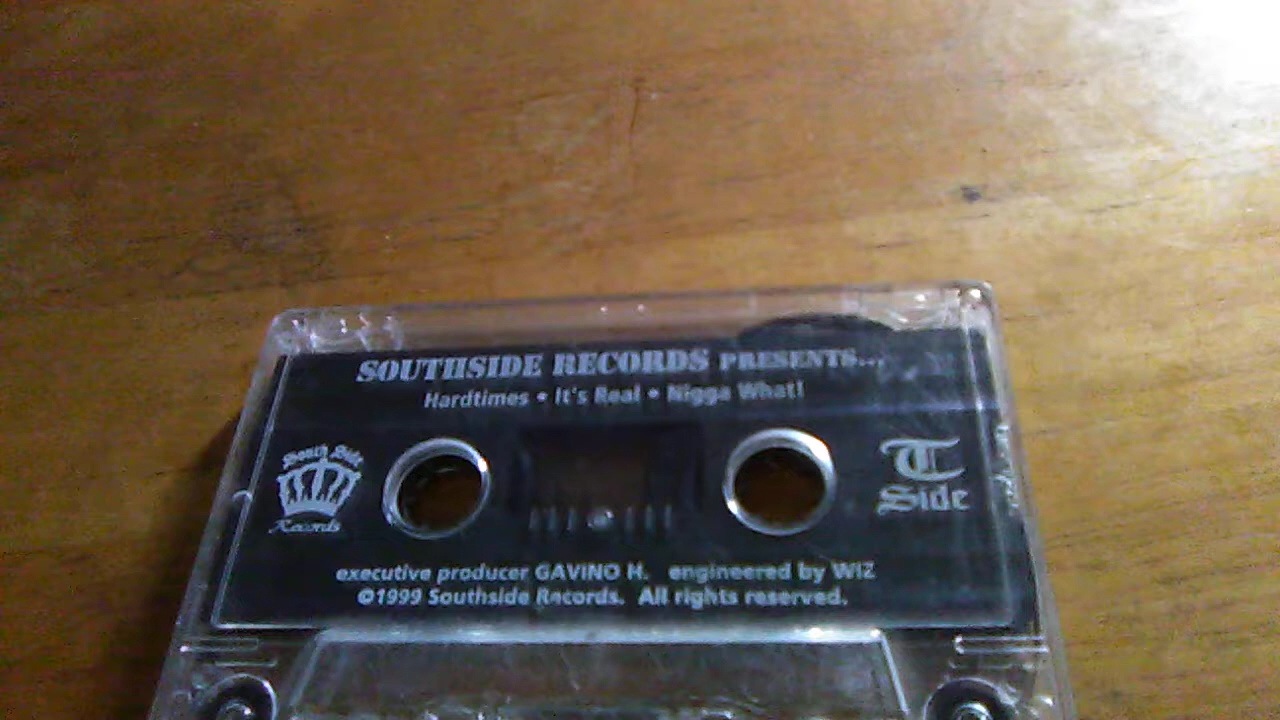 SOUTHSIDE RECORDS PRESENTS...
Hardtimes • It's Real • Nigga What!
South Side
Records
T
Side
executive producer GAVINO H. engineered by WIZ
©1999 Southside Records. All rights reserved.